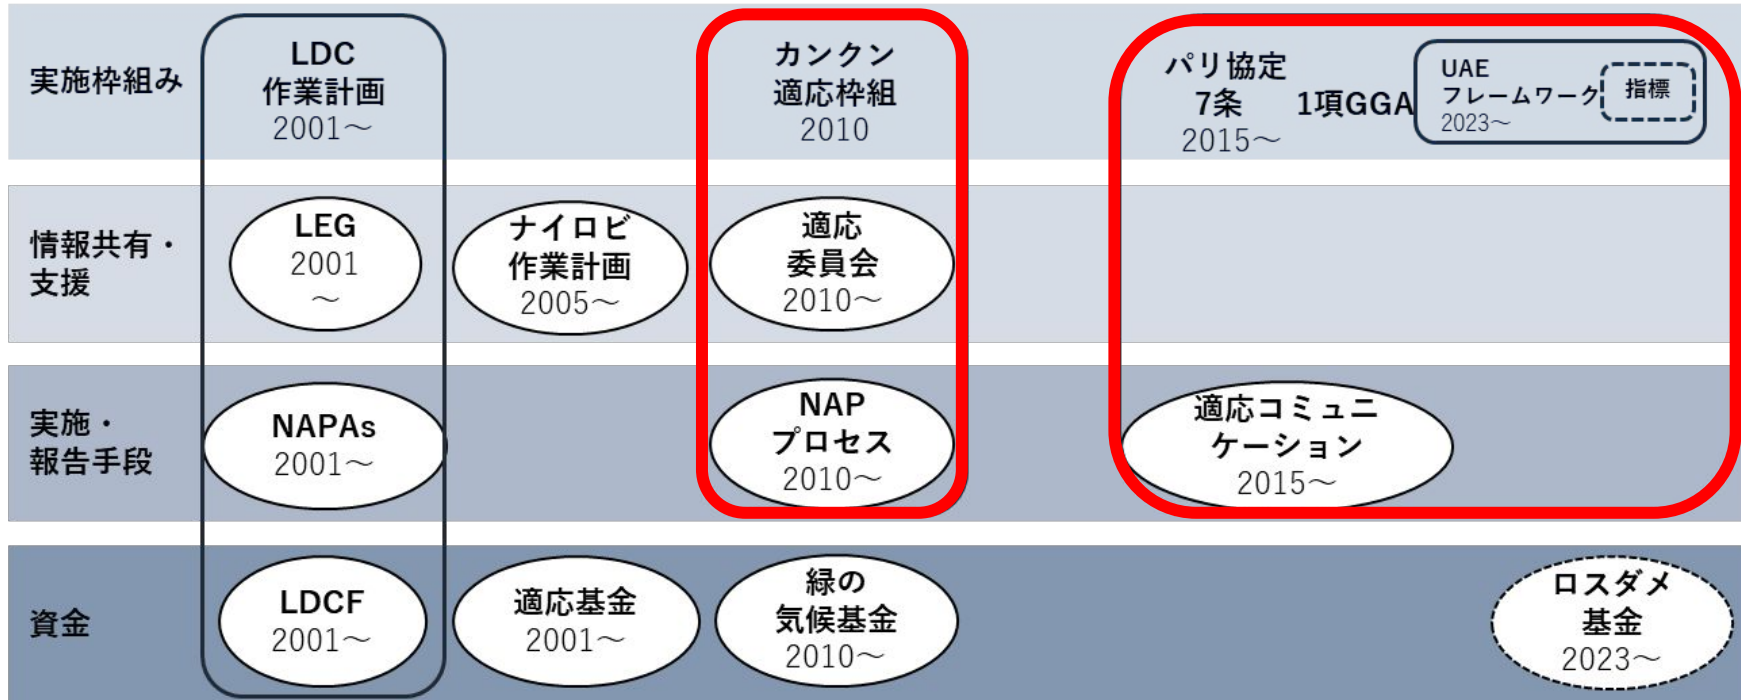 実施枠組み
LDC
作業計画
2001～
カンクン
適応枠組
2010
パリ協定
7条 1項GGA
2015～
UAE
フレームワーク
2023～
指標
情報共有・
支援
LEG
2001
～
ナイロビ
作業計画
2005～
適応
委員会
2010～
実施・
報告手段
NAPAs
2001～
NAP
プロセス
2010～
適応コミュニ
ケーション
2015～
資金
LDCF
2001～
適応基金
2001～
緑の
気候基金
2010～
ロスダメ
基金
2023～